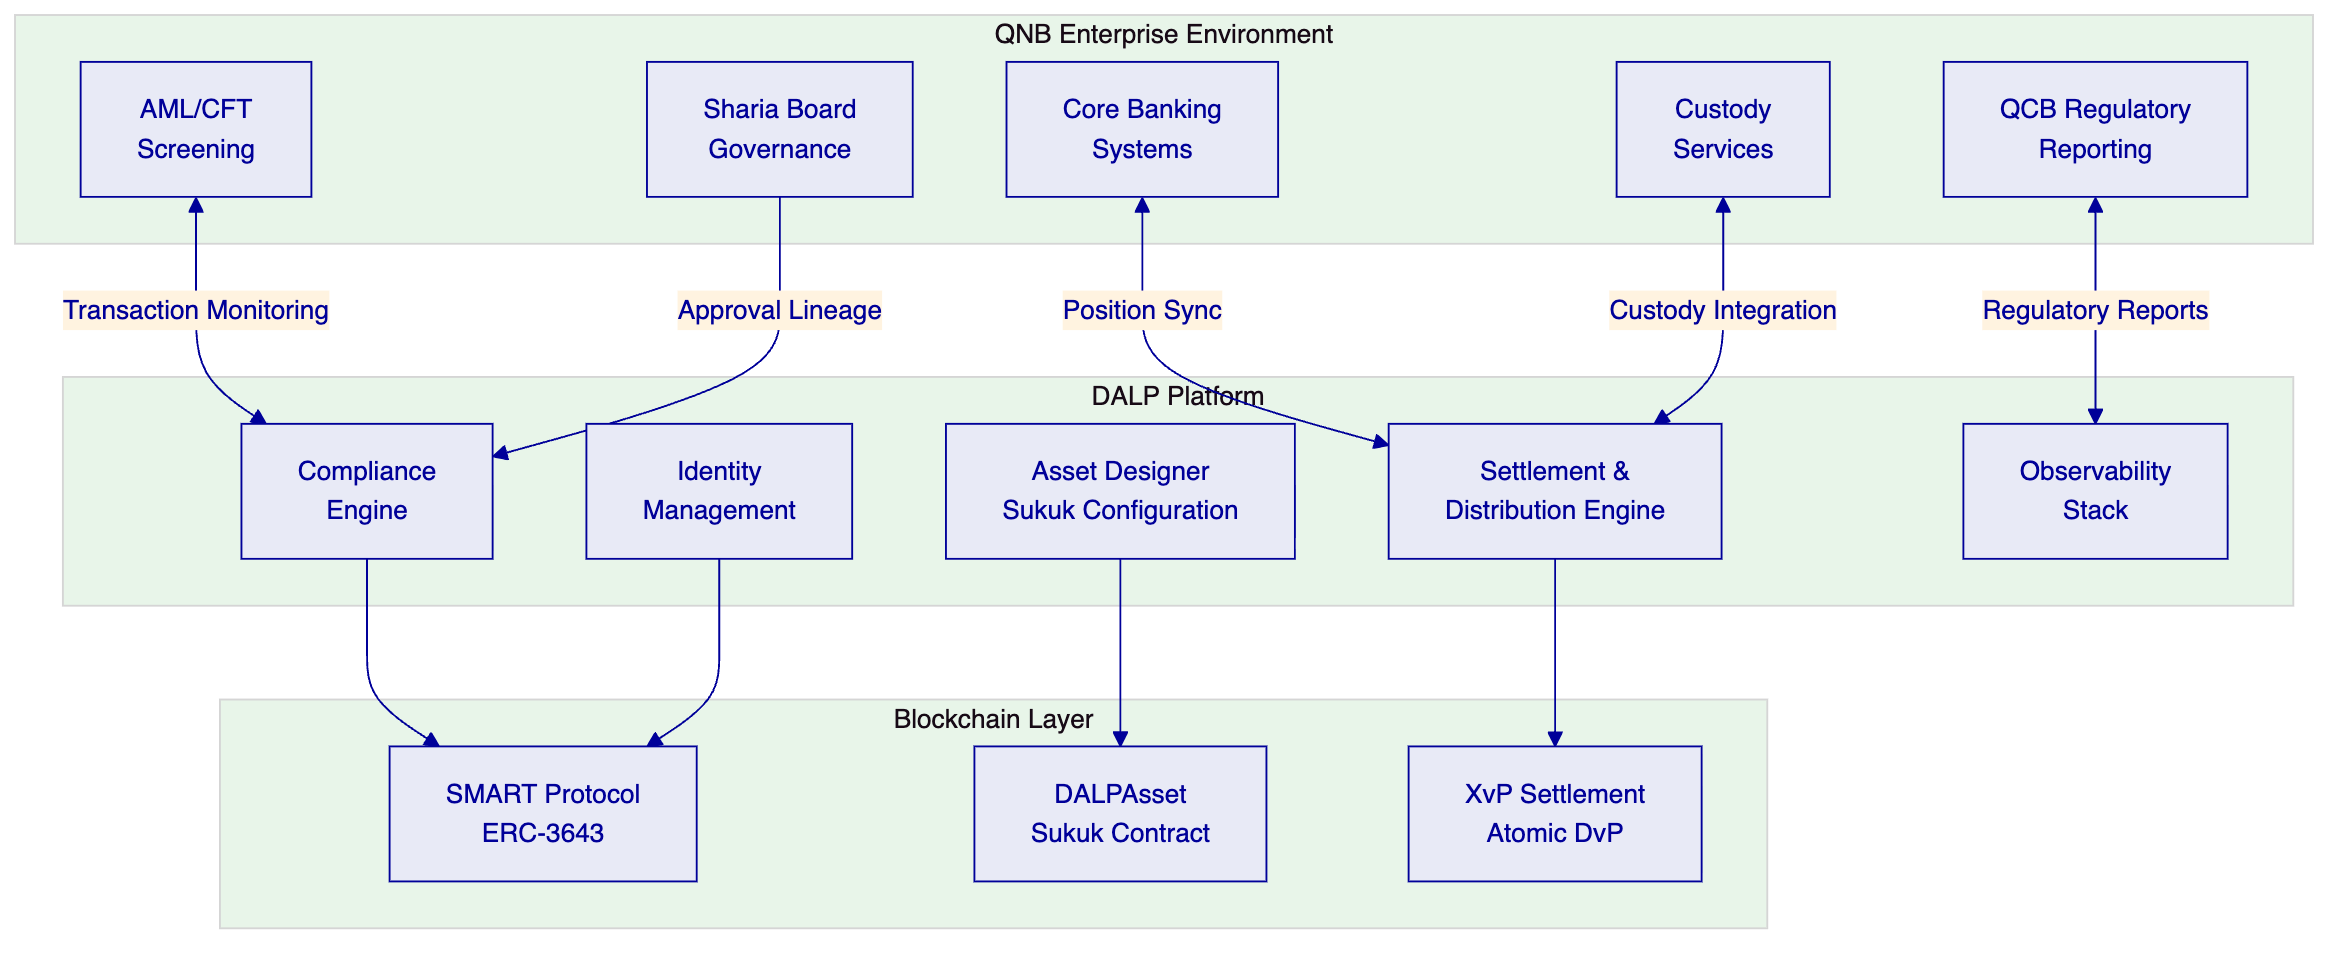 QNB Enterprise Environment
AML/CFT
Screening
Sharia Board
Governance
Core Banking
Systems
Custody
Services
QCB Regulatory
Reporting
Transaction Monitoring
Approval Lineage
Position Sync
Custody Integration
Regulatory Reports
DALP Platform
Compliance
Engine
Identity
Management
Asset Designer
Sukuk Configuration
Settlement &
Distribution Engine
Observability
Stack
Blockchain Layer
SMART Protocol
ERC-3643
DALPAsset
Sukuk Contract
XvP Settlement
Atomic DvP